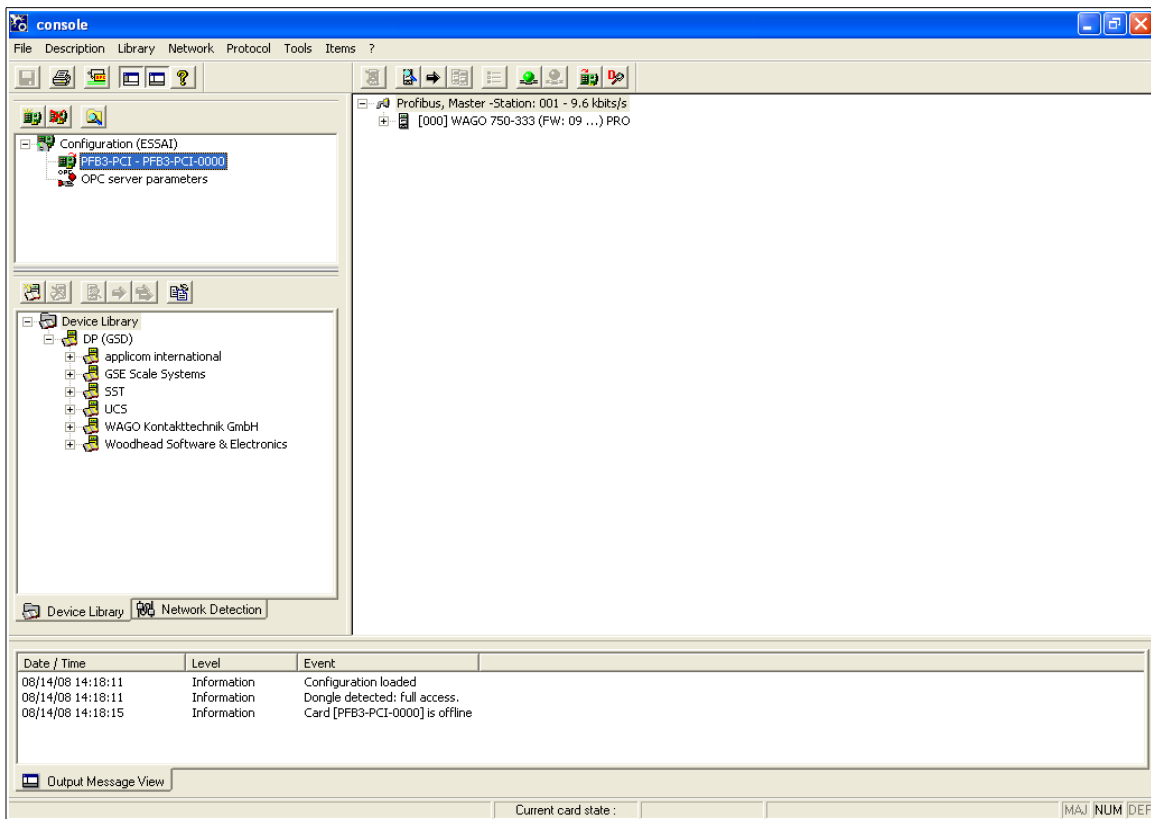 console
File Description Library Network Protocol Tools Items ?
Configuration (ESSAI)
PFB3-PCI - PFB3-PCI-0000
OPC server parameters
Profibus, Master -Station: 001 - 9.6 kbits/s
[000] WAGO 750-333 (FW: 09 ...) PRO
Device Library
DP (GSD)
applicom international
GSE Scale Systems
SST
UCS
WAGO Kontakttechnik GmbH
Woodhead Software & Electronics
Device Library Network Detection
Date / Time Level Event
08/14/08 14:18:11 Information Configuration loaded
08/14/08 14:18:11 Information Dongle detected: full access.
08/14/08 14:18:15 Information Card [PFB3-PCI-0000] is offline
Output Message View
Current card state :
MAJ NUM DEF